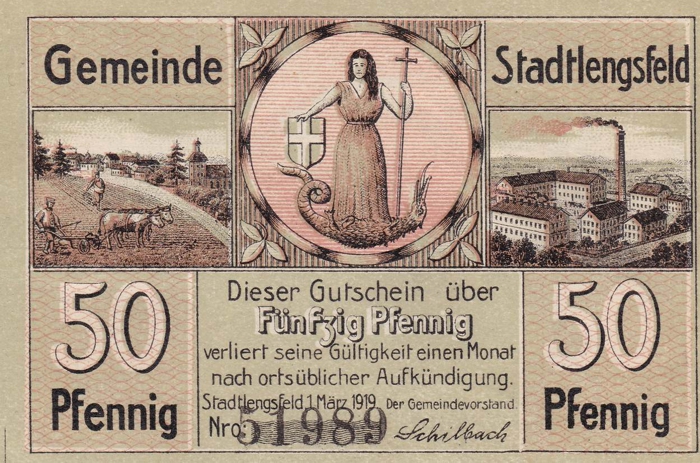 Gemeinde
Stadtlengsfeld
50
Pfennig
Dieser Gutschein über
Fünfzig Pfennig
verliert seine Gültigkeit einen Monat
nach ortsüblicher Aufkündigung.
Stadtlengsfeld, 1. März 1919. Der Gemeindevorstand
Nro. 51989 Schilbach
50
Pfennig